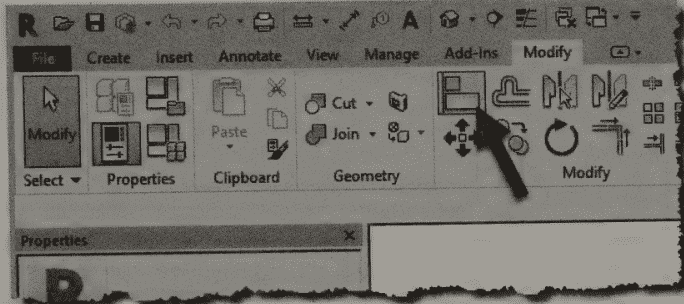 R A
File Create Insert Annotate View Manage Add-Ins Modify
Modify Paste Cut Join
Select Properties Clipboard Geometry Modify
Properties
R